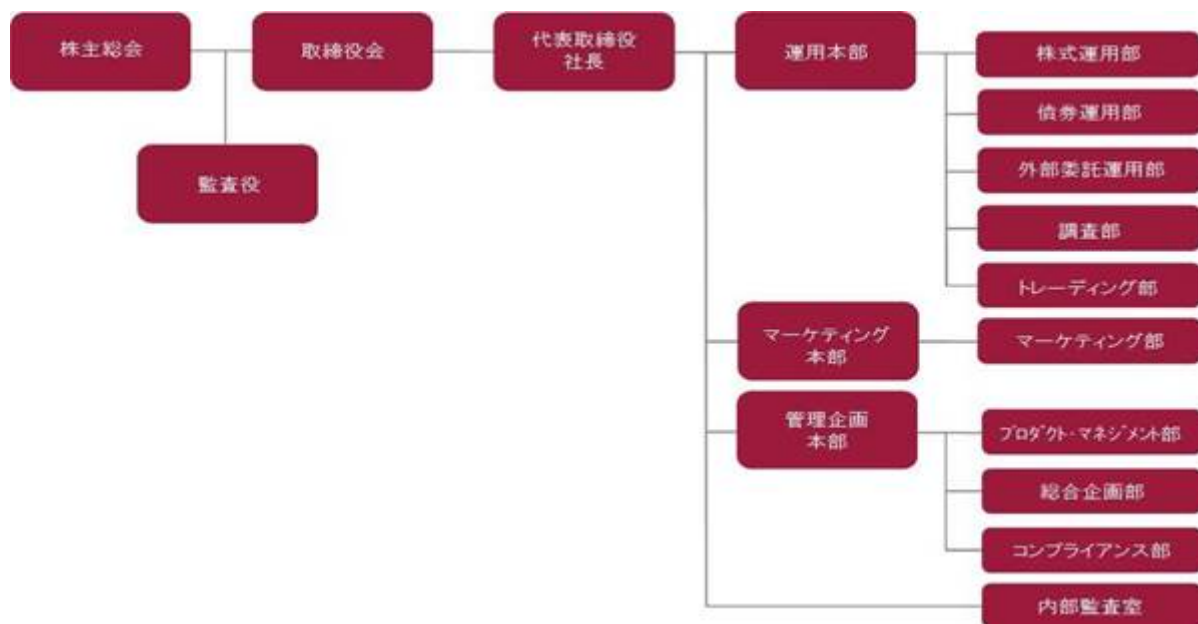 株主総会
取締役会
代表取締役
社長
運用本部
株式運用部
債券運用部
外部委託運用部
監査役
調査部
トレーディング部
マーケティング
本部
マーケティング部
管理企画
本部
プロダクト・マネジメント部
総合企画部
コンプライアンス部
内部監査室